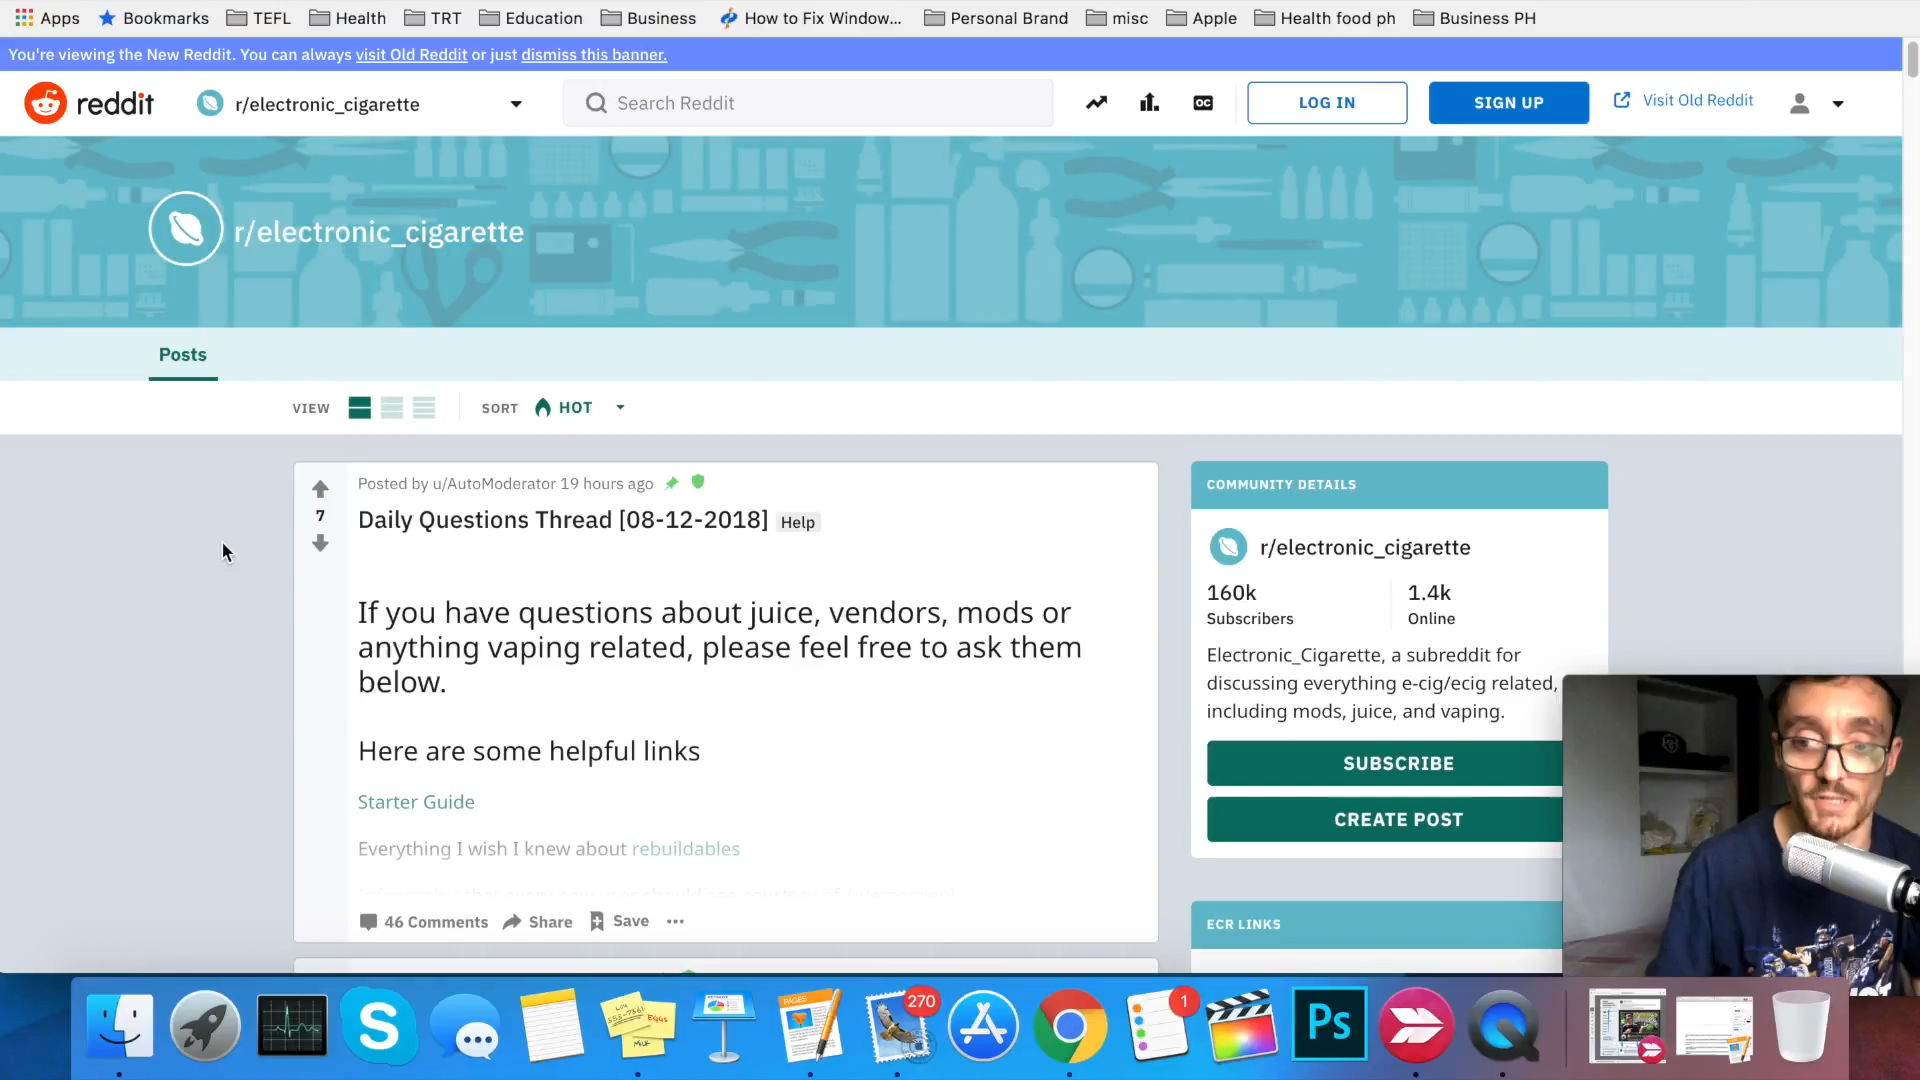 Apps Bookmarks TEFL Health TRT Education Business How to Fix Window... Personal Brand misc Apple Health food ph Business PH
You're viewing the New Reddit. You can always visit Old Reddit or just dismiss this banner.
reddit r/electronic_cigarette Search Reddit OC LOG IN SIGN UP Visit Old Reddit
r/electronic_cigarette
Posts
VIEW SORT HOT
Posted by u/AutoModerator 19 hours ago
7
Daily Questions Thread [08-12-2018] Help
If you have questions about juice, vendors, mods or
anything vaping related, please feel free to ask them
below.
Here are some helpful links
Starter Guide
Everything I wish I knew about rebuildables
46 Comments Share Save
COMMUNITY DETAILS
r/electronic_cigarette
160k 1.4k
Subscribers Online
Electronic_Cigarette, a subreddit for
discussing everything e-cig/ecig related,
including mods, juice, and vaping.
SUBSCRIBE
CREATE POST
ECR LINKS
S
EGGS
MILK
PAGES
270
1
Ps